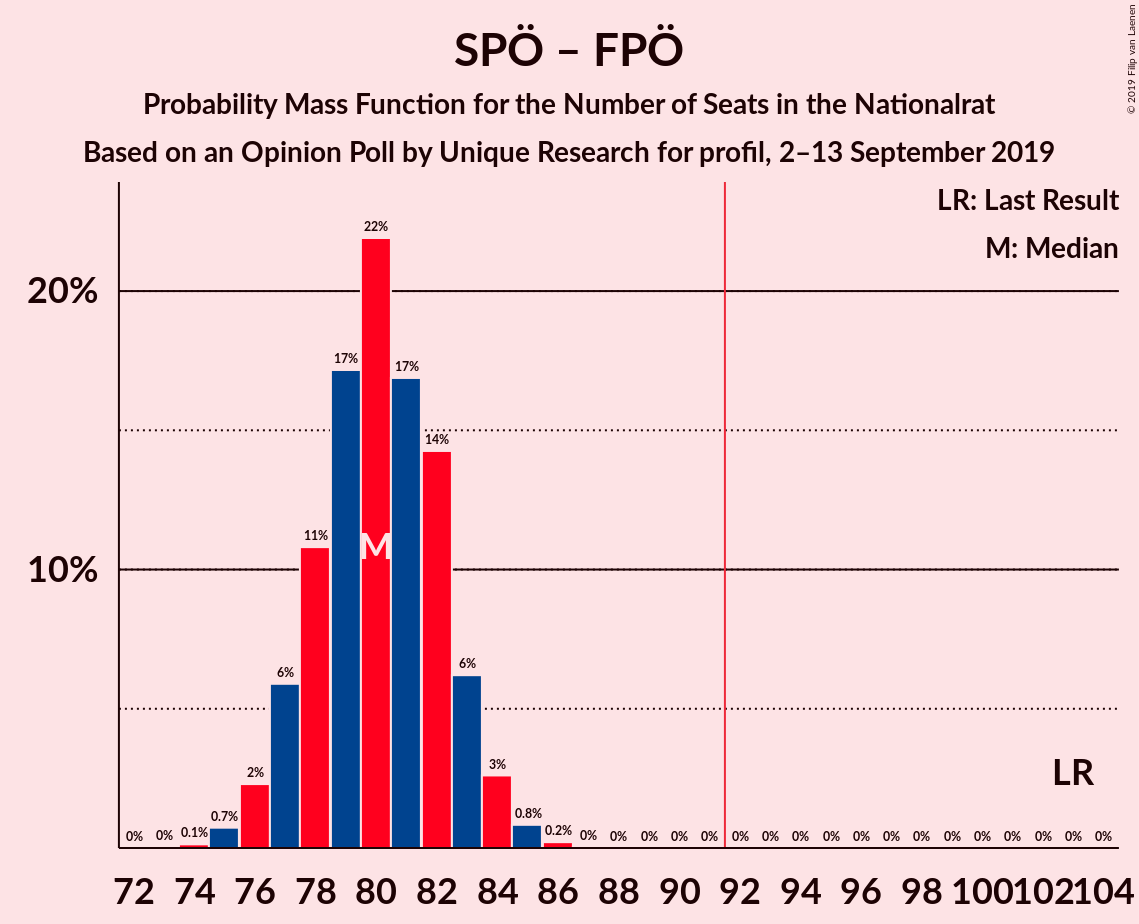 SPÖ – FPÖ
Probability Mass Function for the Number of Seats in the Nationalrat
Based on an Opinion Poll by Unique Research for profil, 2–13 September 2019
© 2019 Filip van Laenen
LR: Last Result
M: Median
20%
10%
0% 0% 0.1% 0.7% 2% 6% 11% 17% 22% 17% 14% 6% 3% 0.8% 0.2% 0% 0% 0% 0% 0% 0% 0% 0% 0% 0% 0% 0% 0% 0% 0% 0% 0% 0%
M
LR
72 74 76 78 80 82 84 86 88 90 92 94 96 98 100 102 104